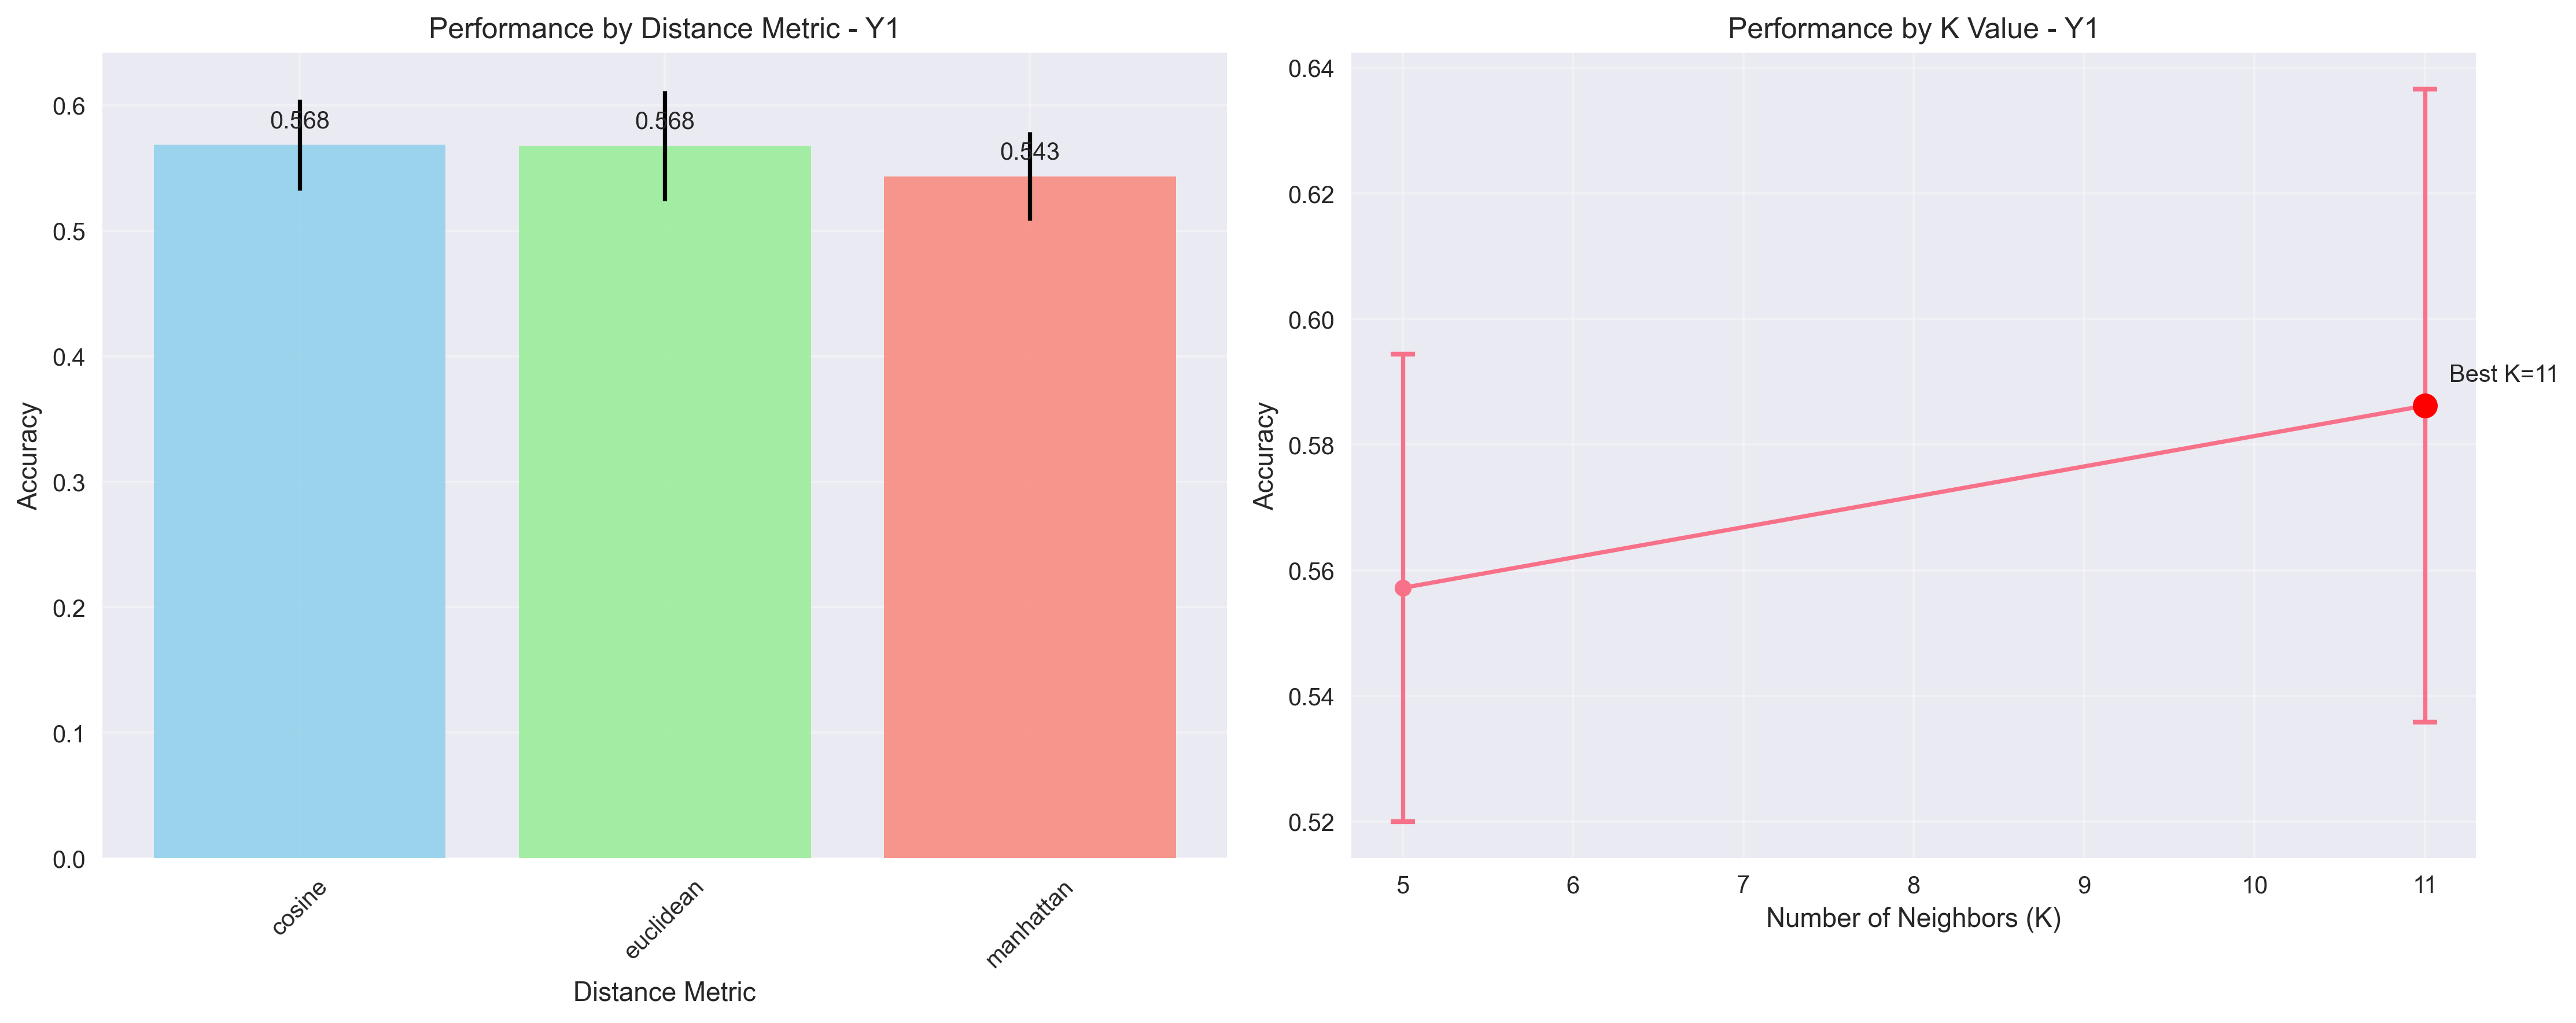 Performance by Distance Metric - Y1
Accuracy
0.6
0.5
0.4
0.3
0.2
0.1
0.0
0.568
0.568
0.543
cosine
euclidean
manhattan
Distance Metric
Performance by K Value - Y1
Accuracy
0.64
0.62
0.60
0.58
0.56
0.54
0.52
Best K=11
5
6
7
8
9
10
11
Number of Neighbors (K)